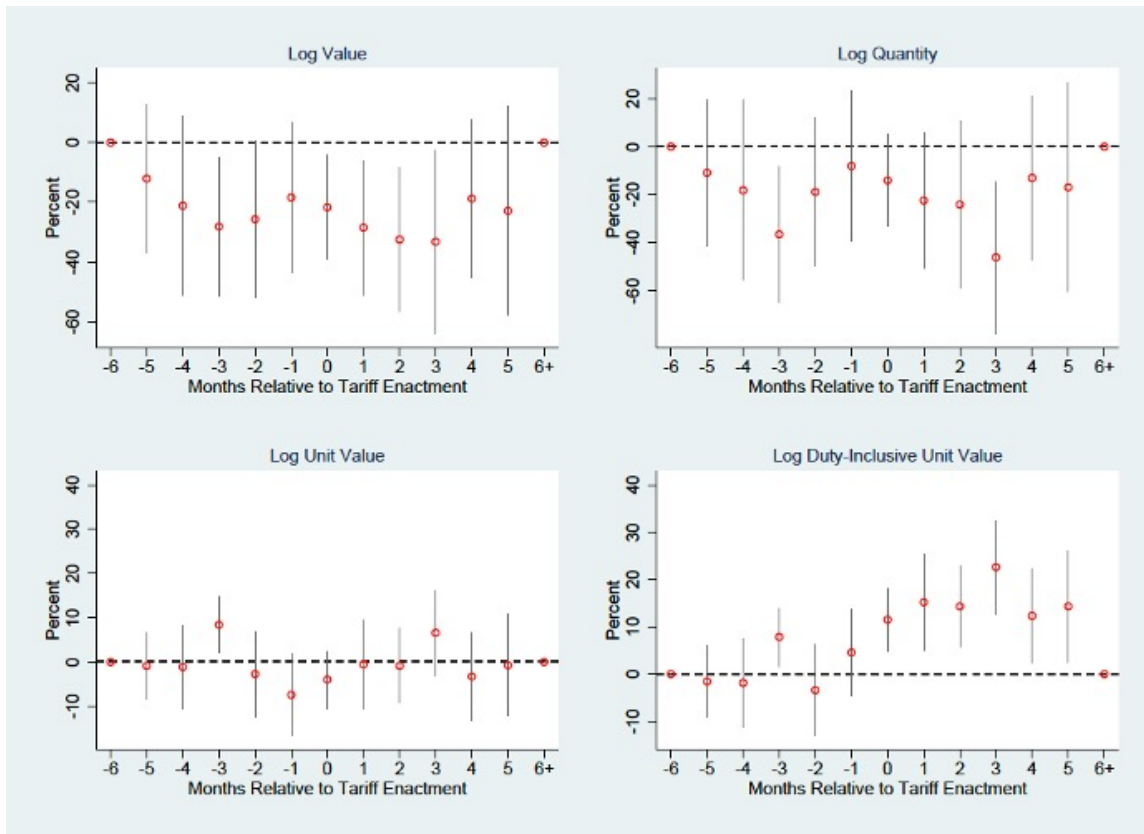 Log Value
20
0
-20
-40
-60
Percent
-6 -5 -4 -3 -2 -1 0 1 2 3 4 5 6+
Months Relative to Tariff Enactment
Log Quantity
20
0
-20
-40
-60
Percent
-6 -5 -4 -3 -2 -1 0 1 2 3 4 5 6+
Months Relative to Tariff Enactment
Log Unit Value
40
30
20
10
0
-10
Percent
-6 -5 -4 -3 -2 -1 0 1 2 3 4 5 6+
Months Relative to Tariff Enactment
Log Duty-Inclusive Unit Value
40
30
20
10
0
-10
Percent
-6 -5 -4 -3 -2 -1 0 1 2 3 4 5 6+
Months Relative to Tariff Enactment